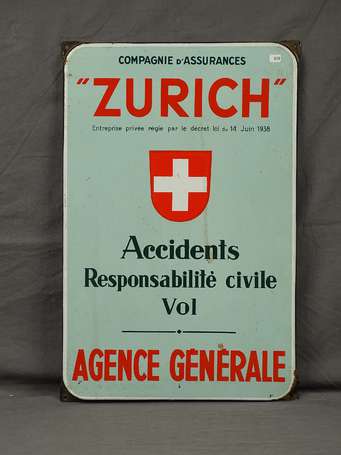 COMPAGNIE D'ASSURANCES
"ZURICH"
Entreprise privée régie par le décret loi du 14 Juin 1938
Accidents
Responsabilité civile
Vol
AGENCE GÉNÉRALE